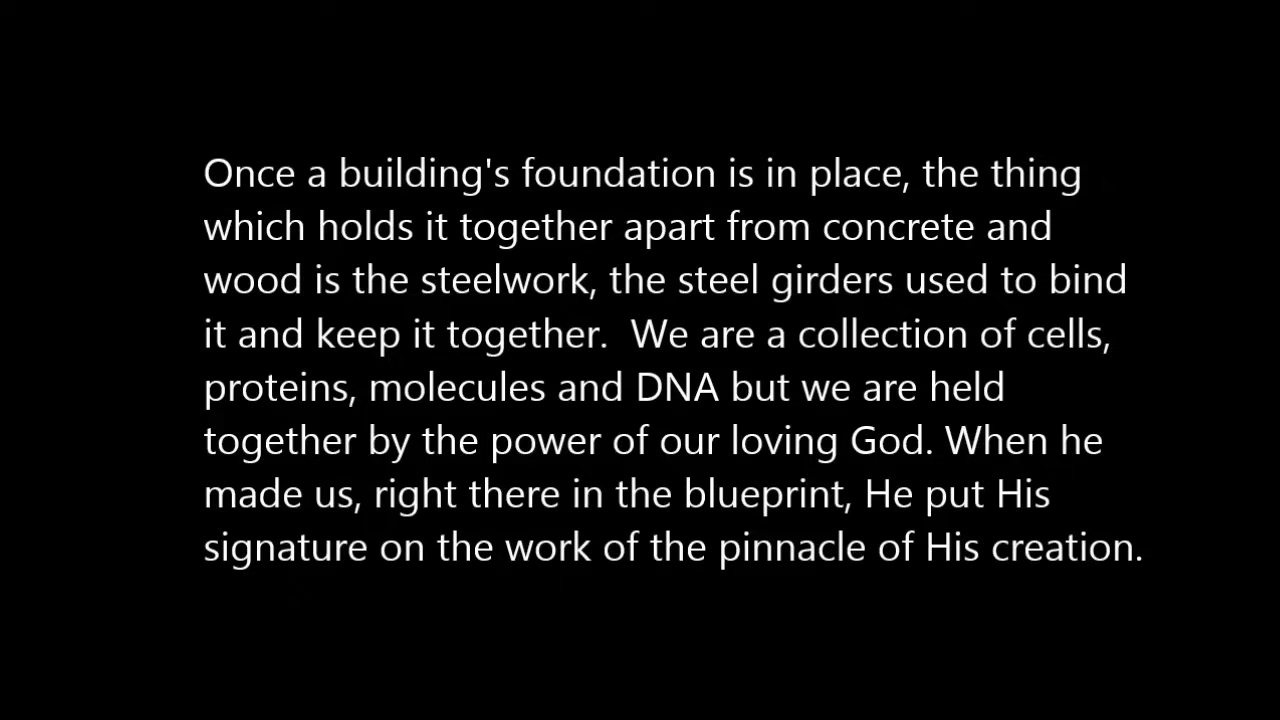 Once a building's foundation is in place, the thing
which holds it together apart from concrete and
wood is the steelwork, the steel girders used to bind
it and keep it together.  We are a collection of cells,
proteins, molecules and DNA but we are held
together by the power of our loving God. When he
made us, right there in the blueprint, He put His
signature on the work of the pinnacle of His creation.